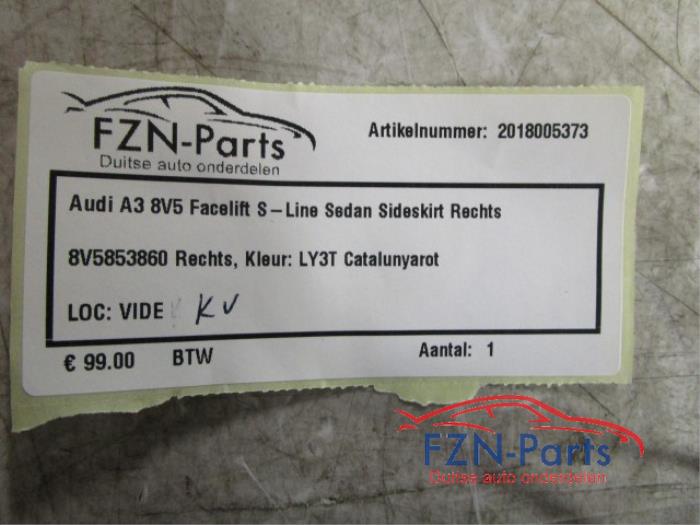 FZN-Parts
Duitse auto onderdelen
Artikelnummer: 2018005373
Audi A3 8V5 Facelift S-Line Sedan Sideskirt Rechts
8V5853860 Rechts, Kleur: LY3T Catalunyarot
LOC: VIDE KV
€ 99.00 BTW Aantal: 1
FZN-Parts
Duitse auto onderdelen